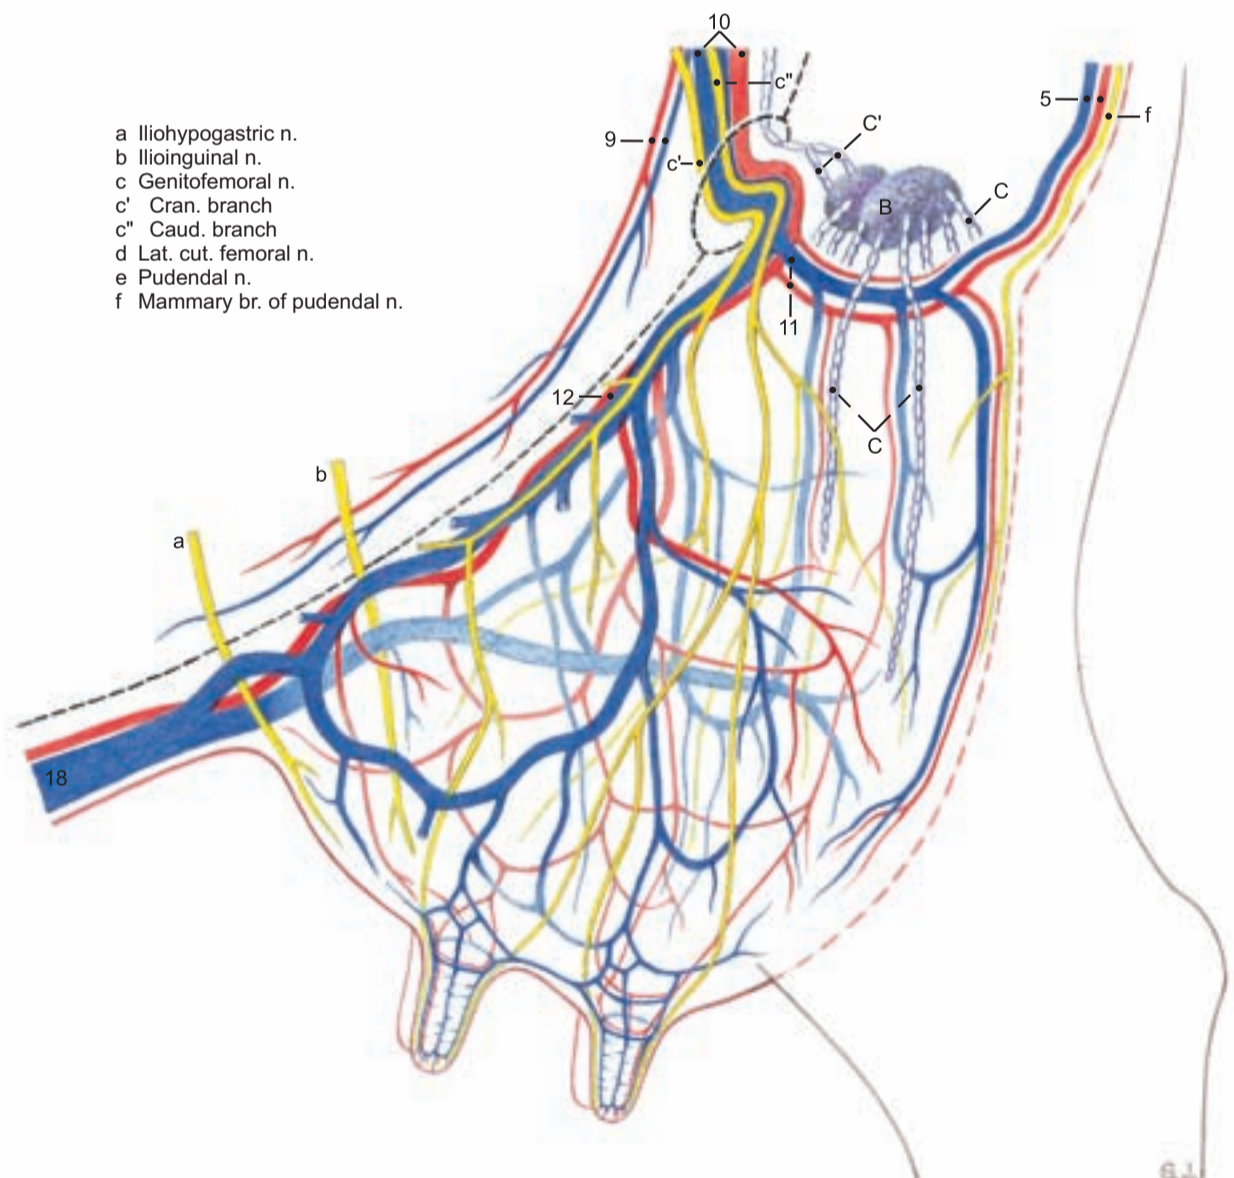 10
c"
5
f
C'
9
c'
C
B
a Iliohypogastric n.
b Ilioinguinal n.
c Genitofemoral n.
c' Cran. branch
c" Caud. branch
d Lat. cut. femoral n.
e Pudendal n.
f Mammary br. of pudendal n.
11
12
C
b
a
18